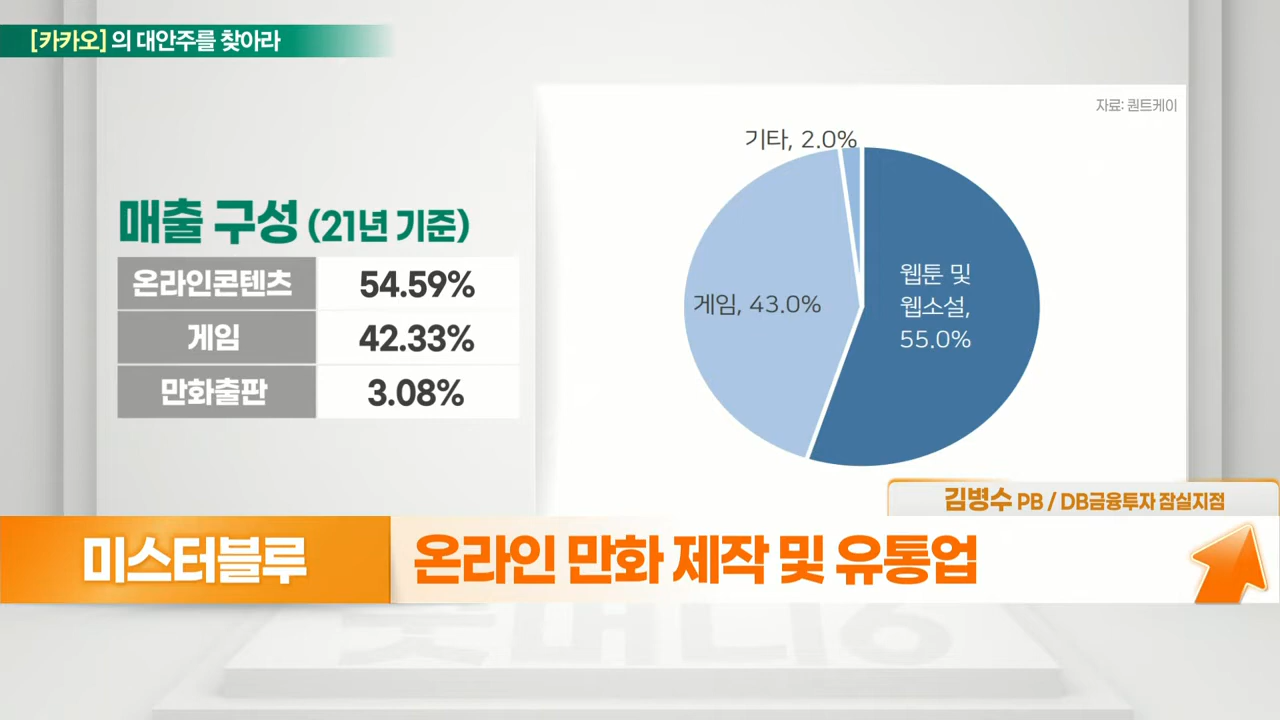 [카카오]의 대안주를 찾아라
자료: 퀀트케이
매출 구성 (21년 기준)
온라인콘텐츠 54.59%
게임 42.33%
만화출판 3.08%
기타, 2.0%
게임, 43.0%
웹툰 및
웹소설,
55.0%
김병수 PB / DB금융투자 잠실지점
미스터블루
온라인 만화 제작 및 유통업